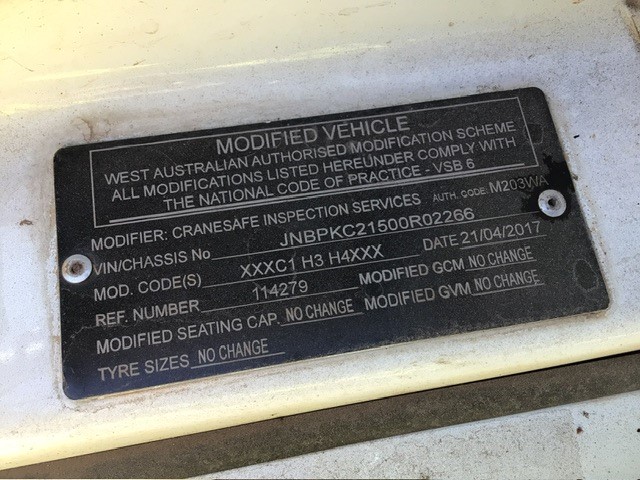 MODIFIED VEHICLE
WEST AUSTRALIAN AUTHORISED MODIFICATION SCHEME
ALL MODIFICATIONS LISTED HEREUNDER COMPLY WITH
THE NATIONAL CODE OF PRACTICE - VSB 6
MODIFIER: CRANESAFE INSPECTION SERVICES AUTH. CODE: M203WA
VIN/CHASSIS No JNBPKC21500R02266
MOD. CODE(S) XXXC1 H3 H4XXX DATE 21/04/2017
REF. NUMBER 114279 MODIFIED GCM NO CHANGE
MODIFIED SEATING CAP. NO CHANGE MODIFIED GVM NO CHANGE
TYRE SIZES NO CHANGE